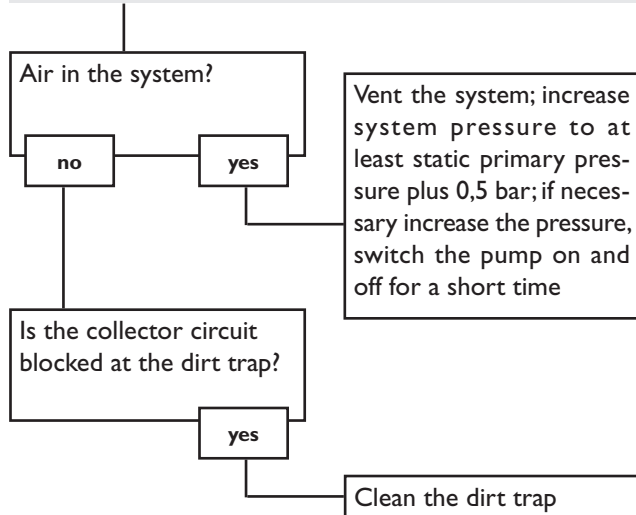 Air in the system?
no
yes
Vent the system; increase
system pressure to at
least static primary pres-
sure plus 0,5 bar; if neces-
sary increase the pressure,
switch the pump on and
off for a short time
Is the collector circuit
blocked at the dirt trap?
yes
Clean the dirt trap